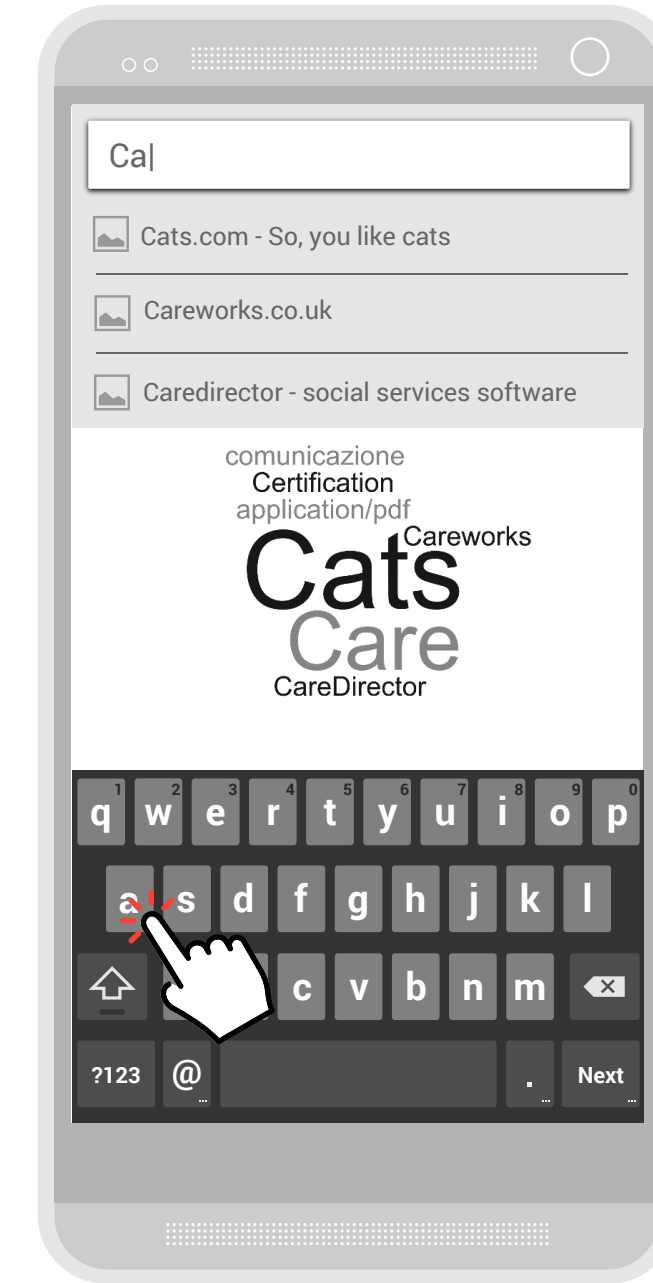 Ca|
Cats.com - So, you like cats
Careworks.co.uk
Caredirector - social services software
comunicazione
Certification
application/pdf
Careworks
Cats
Care
CareDirector
1 2 3 4 5 6 7 8 9 0
q w e r t y u i o p
a s d f g h j k l
c v b n m
?123 @ . Next